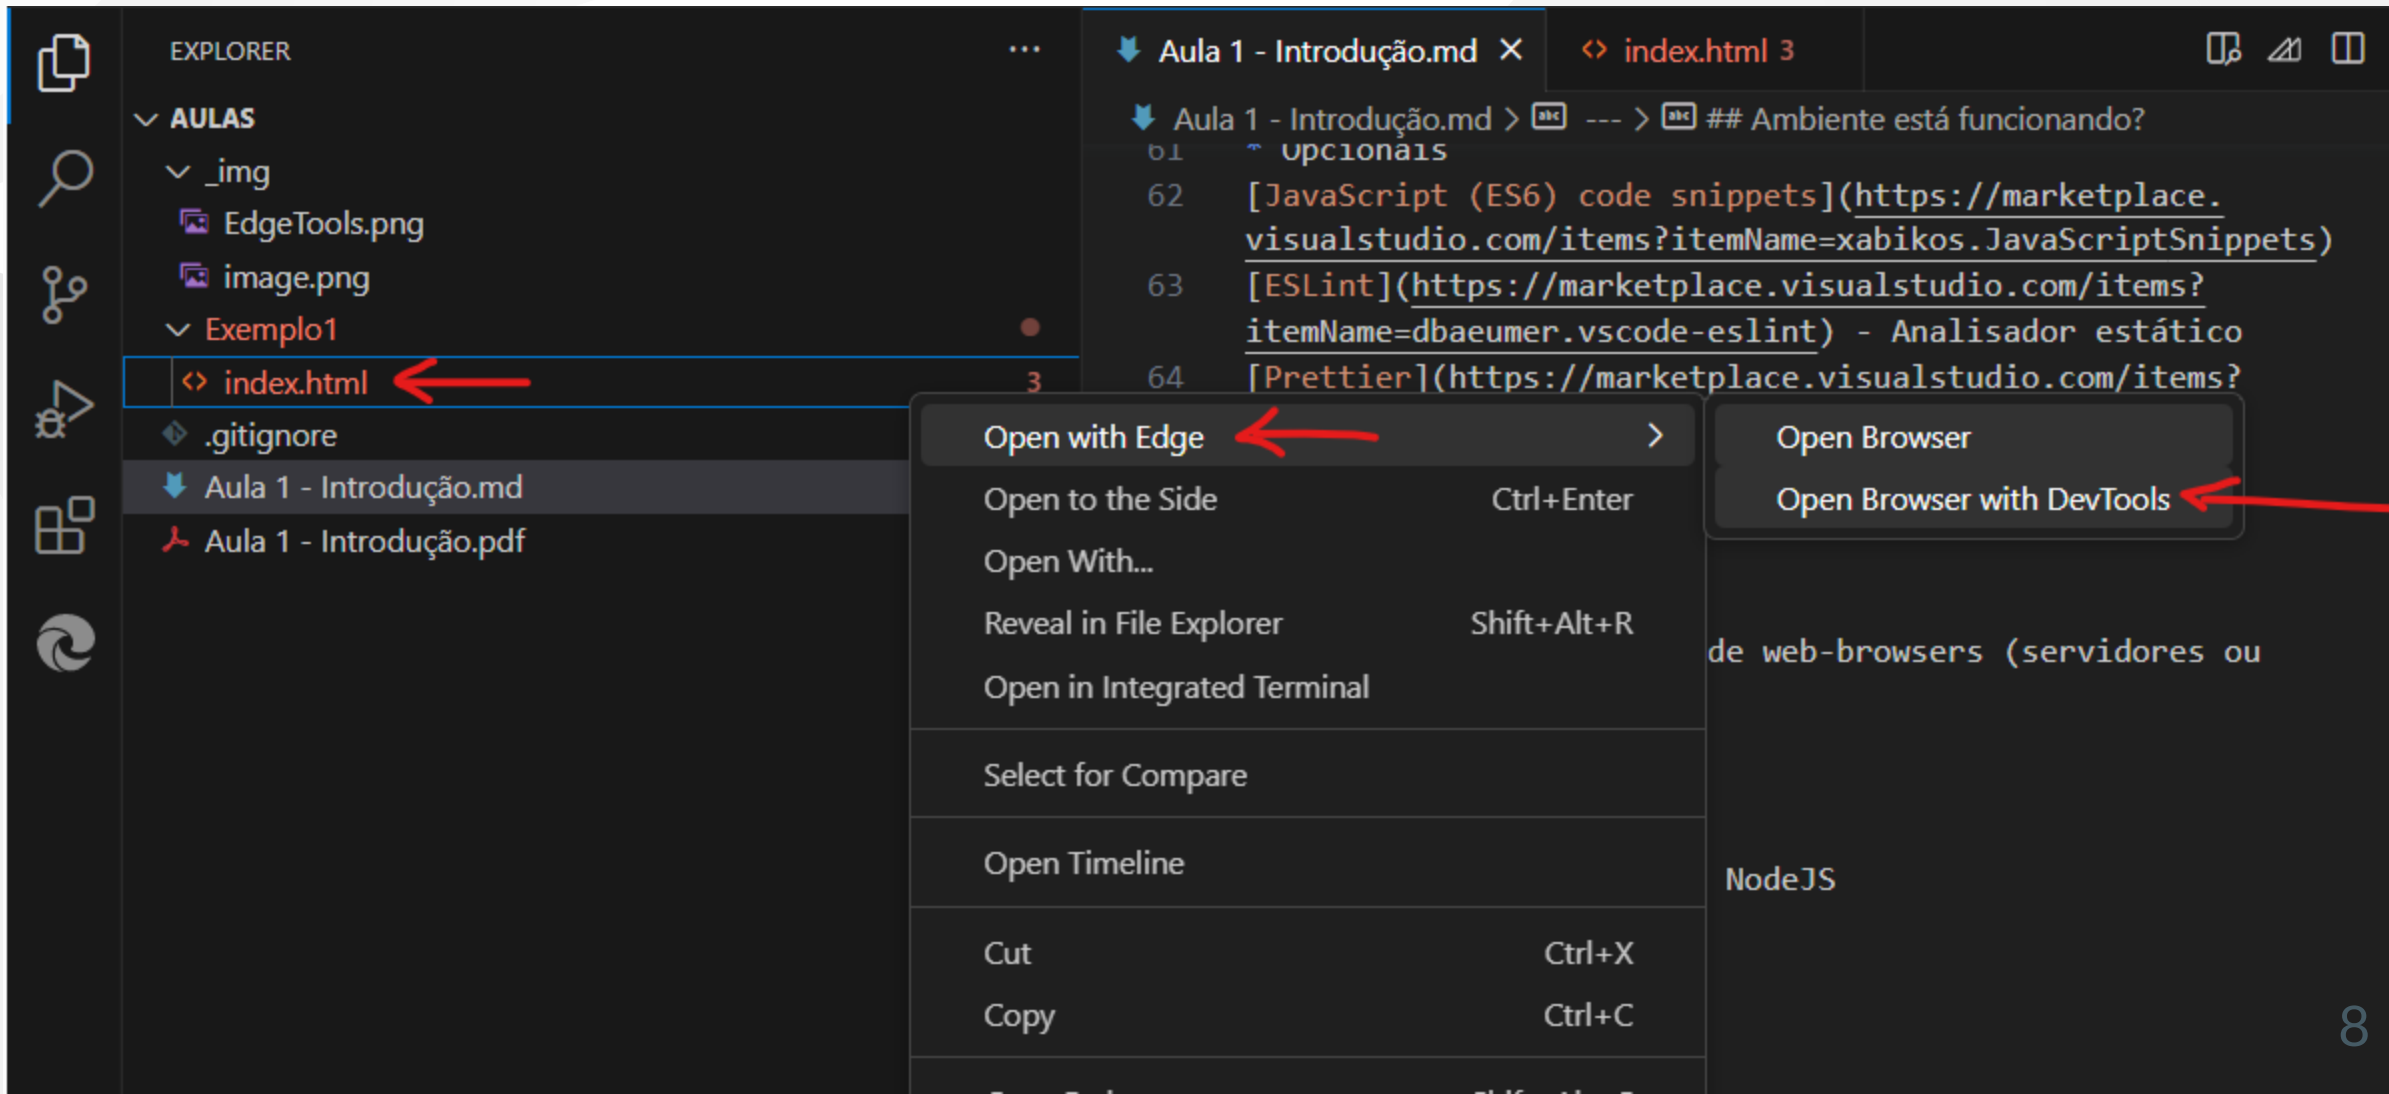 EXPLORER
AULAS
_img
EdgeTools.png
image.png
Exemplo1
index.html 3
.gitignore
Aula 1 - Introdução.md
Aula 1 - Introdução.pdf
Aula 1 - Introdução.md
index.html 3
Aula 1 - Introdução.md > abc --- > abc ## Ambiente está funcionando?
61 * Opcionais
62 [JavaScript (ES6) code snippets](https://marketplace.
visualstudio.com/items?itemName=xabikos.JavaScriptSnippets)
63 [ESLint](https://marketplace.visualstudio.com/items?
itemName=dbaeumer.vscode-eslint) - Analisador estático
64 [Prettier](https://marketplace.visualstudio.com/items?
de web-browsers (servidores ou
NodeJS
Open with Edge
Open to the Side Ctrl+Enter
Open With...
Reveal in File Explorer Shift+Alt+R
Open in Integrated Terminal
Select for Compare
Open Timeline
Cut Ctrl+X
Copy Ctrl+C
Open Browser
Open Browser with DevTools
8